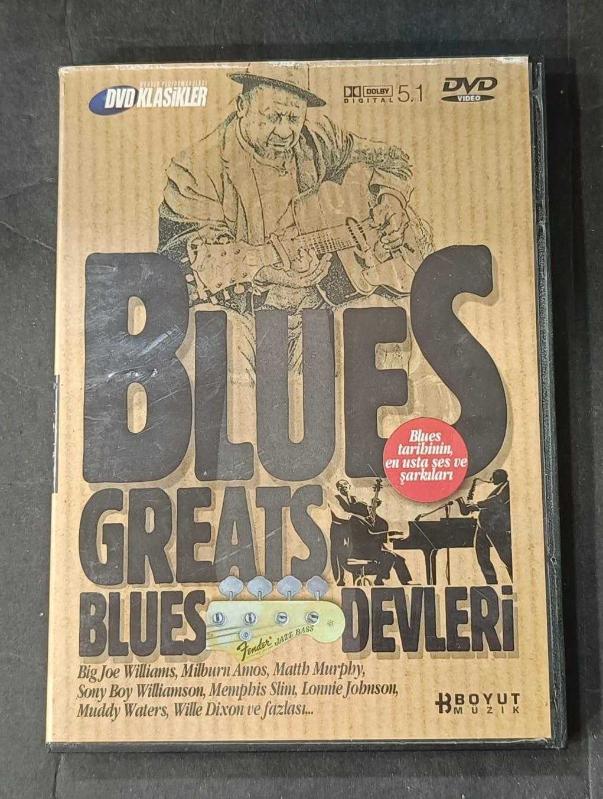 DVD KLASİKLER
DOLBY
DIGITAL 5.1
DVD
VIDEO
BLUES
Blues
tarihinin,
en usta ses ve
şarkıları
GREATS
BLUES DEVLERİ
Fender JAZZ BASS
Big Joe Williams, Milburn Amos, Matth Murphy,
Sony Boy Williamson, Memphis Slim, Lonnie Johnson,
Muddy Waters, Wille Dixon ve fazlası...
BOYUT
MÜZİK